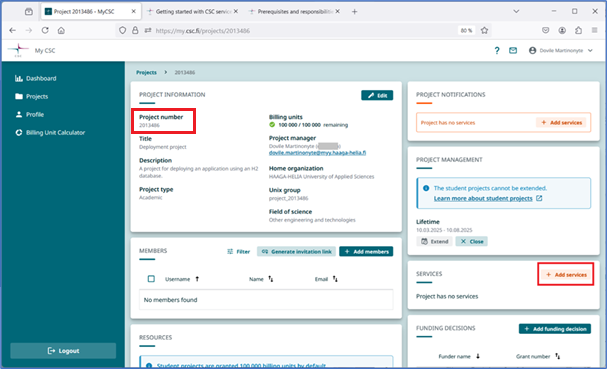 Project 2013486 - MyCSC
Getting started with CSC servic
Prerequisites and responsibiliti
https://my.csc.fi/projects/2013486
80 %
My CSC
Dovile Martinonyte
Dashboard
Projects
Profile
Billing Unit Calculator
Logout
Projects > 2013486
PROJECT INFORMATION
Edit
Project number
2013486
Title
Deployment project
Description
A project for deploying an application using an H2
database.
Project type
Academic
Billing units
100 000 / 100 000 remaining
Project manager
Dovile Martinonyte
dovile.martinonyte@myy.haaga-helia.fi
Home organization
HAAGA-HELIA University of Applied Sciences
Unix group
project_2013486
Field of science
Other engineering and technologies
MEMBERS
Filter
Generate invitation link
+ Add members
Username
Name
Email
No members found
RESOURCES
Student projects are granted 100 000 billing units by default.
PROJECT NOTIFICATIONS
Project has no services
+ Add services
PROJECT MANAGEMENT
The student projects cannot be extended.
Learn more about student projects
Lifetime
10.03.2025 - 10.08.2025
Extend
Close
SERVICES
+ Add services
Project has no services
FUNDING DECISIONS
+ Add funding decision
Funder name
Grant number